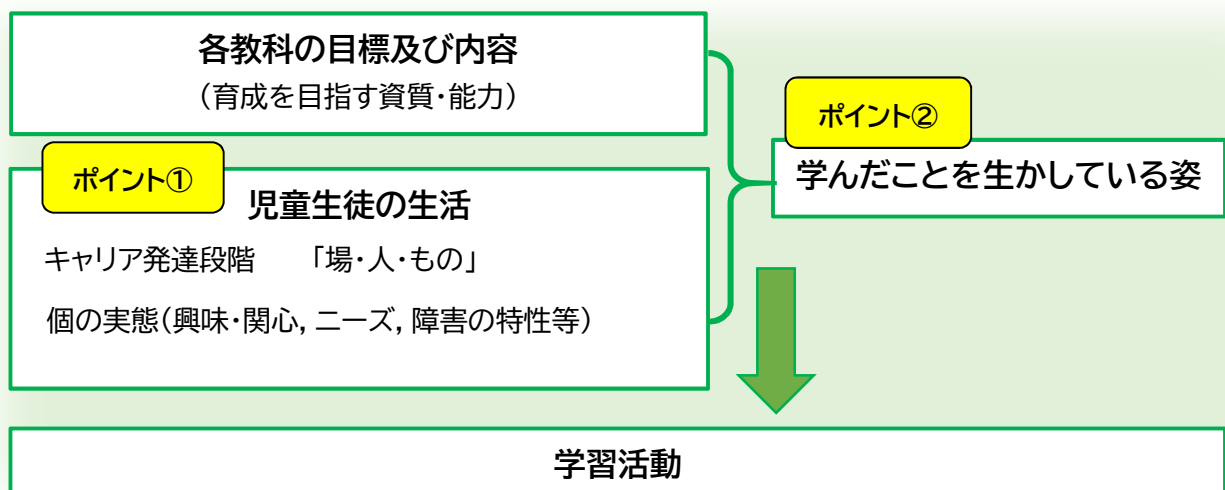 各教科の目標及び内容
(育成を目指す資質・能力)
ポイント①
児童生徒の生活
キャリア発達段階 「場・人・もの」
個の実態(興味・関心,ニーズ,障害の特性等)
ポイント②
学んだことを生かしている姿
学習活動